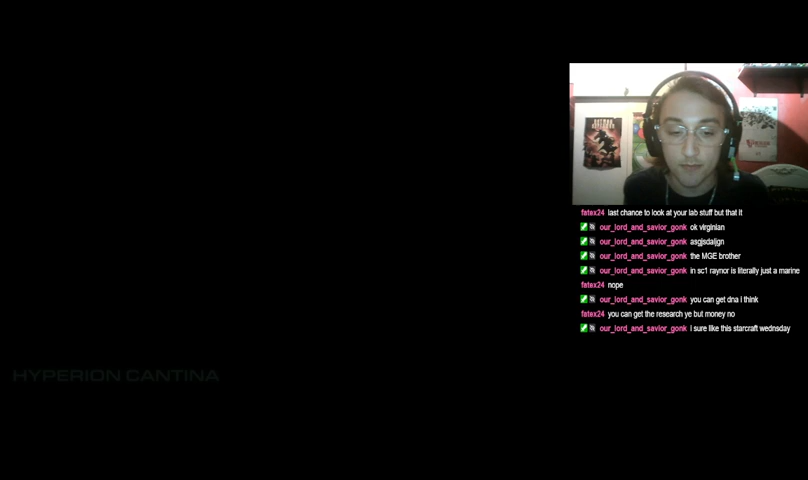 fatex24 last chance to look at your lab stuff but that it
our_lord_and_savior_gonk ok virginian
our_lord_and_savior_gonk asgjsdaljgn
our_lord_and_savior_gonk the MGE brother
our_lord_and_savior_gonk in sc1 raynor is literally just a marine
fatex24 nope
our_lord_and_savior_gonk you can get dna i think
fatex24 you can get the research ye but money no
our_lord_and_savior_gonk I sure like this starcraft wednsday
HYPERION CANTINA